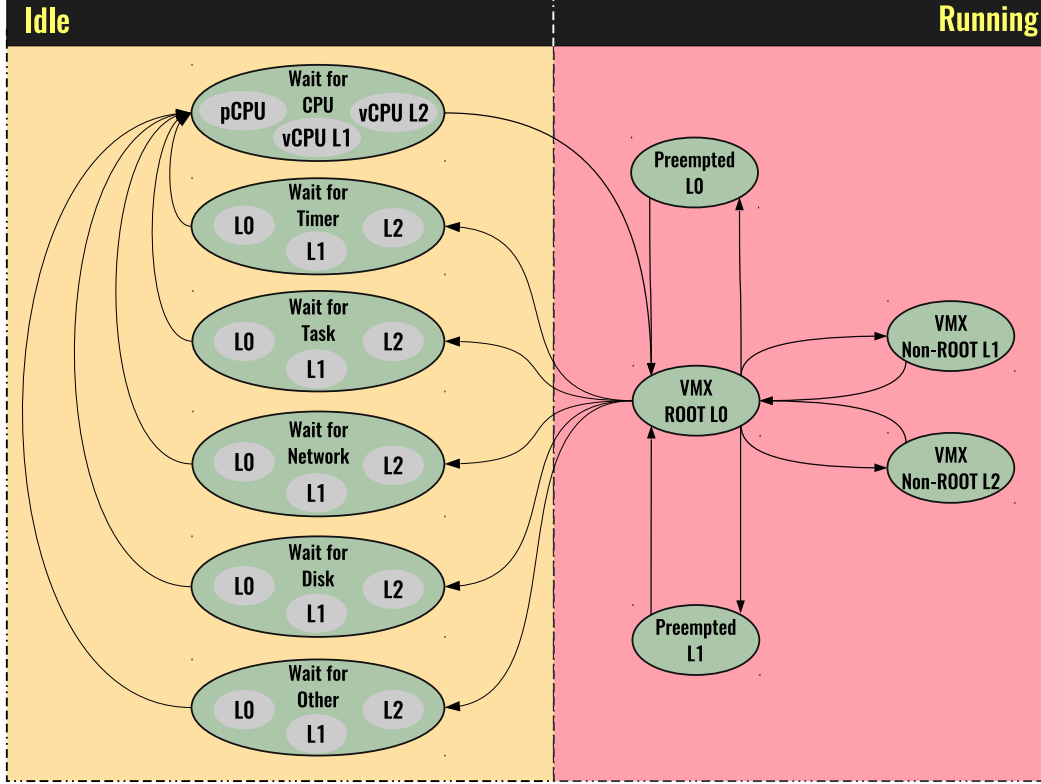 Idle
Running
Wait for
CPU
pCPU
vCPU L2
vCPU L1
Wait for
Timer
L0
L2
L1
Wait for
Task
L0
L2
L1
Wait for
Network
L0
L2
L1
Wait for
Disk
L0
L2
L1
Wait for
Other
L0
L2
L1
Preempted
L0
VMX
ROOT L0
VMX
Non-ROOT L1
VMX
Non-ROOT L2
Preempted
L1